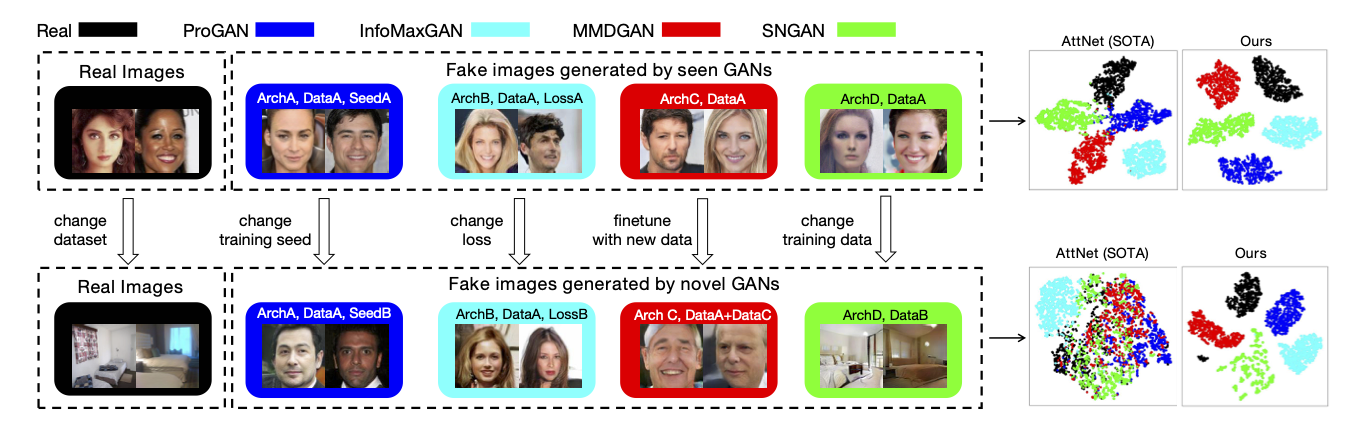 Real ProGAN InfoMaxGAN MMDGAN SNGAN
Real Images
Fake images generated by seen GANs
ArchA, DataA, SeedA
ArchB, DataA, LossA
ArchC, DataA
ArchD, DataA
AttNet (SOTA)
Ours
change
dataset
change
training seed
change
loss
finetune
with new data
change
training data
Real Images
Fake images generated by novel GANs
ArchA, DataA, SeedB
ArchB, DataA, LossB
Arch C, DataA+DataC
ArchD, DataB
AttNet (SOTA)
Ours